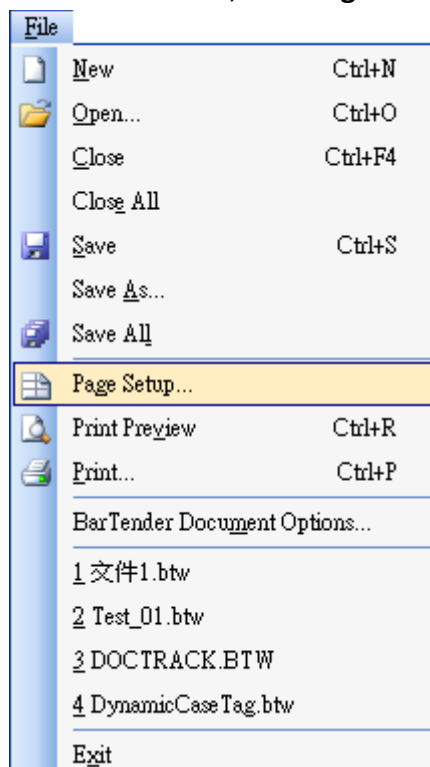 File
New Ctrl+N
Open... Ctrl+O
Close Ctrl+F4
Close All
Save Ctrl+S
Save As...
Save All
Page Setup...
Print Preview Ctrl+R
Print... Ctrl+P
BarTender Document Options...
1 文件1.btw
2 Test_01.btw
3 DOCTRACK.BTW
4 DynamicCaseTag.btw
Exit